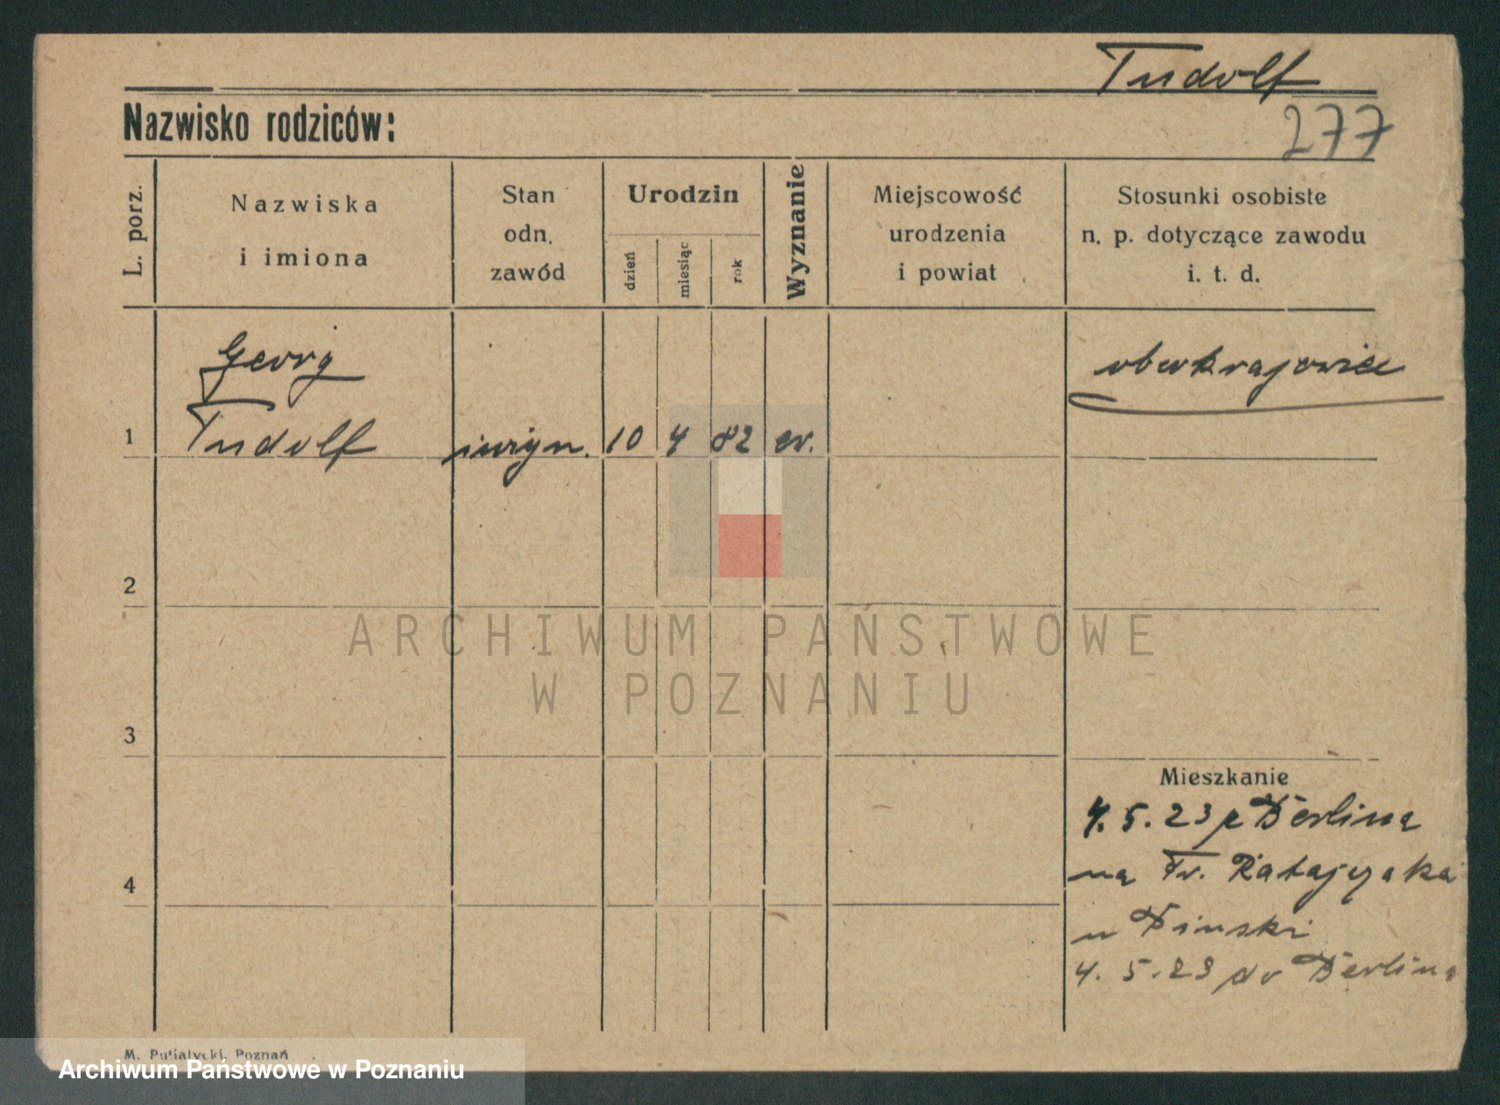 Tudolf
277
Nazwisko rodziców:
L. porz.
Nazwiska
i imiona
Stan
odn.
zawód
Urodzin
dzień
miesiąc
rok
Wyznanie
Miejscowość
urodzenia
i powiat
Stosunki osobiste
n. p. dotyczące zawodu
i. t. d.
Georg
obcokrajowiec
1 Tudolf inżyn. 10 4 82 ew.
2
ARCHIWUM PAŃSTWOWE
W POZNANIU
3
Mieszkanie
4. 5. 23 z Berlina
na Fr. Ratajczaka
4
u Pinski
4. 5. 23 do Berlina
M. Putiatycki, Poznań
Archiwum Państwowe w Poznaniu